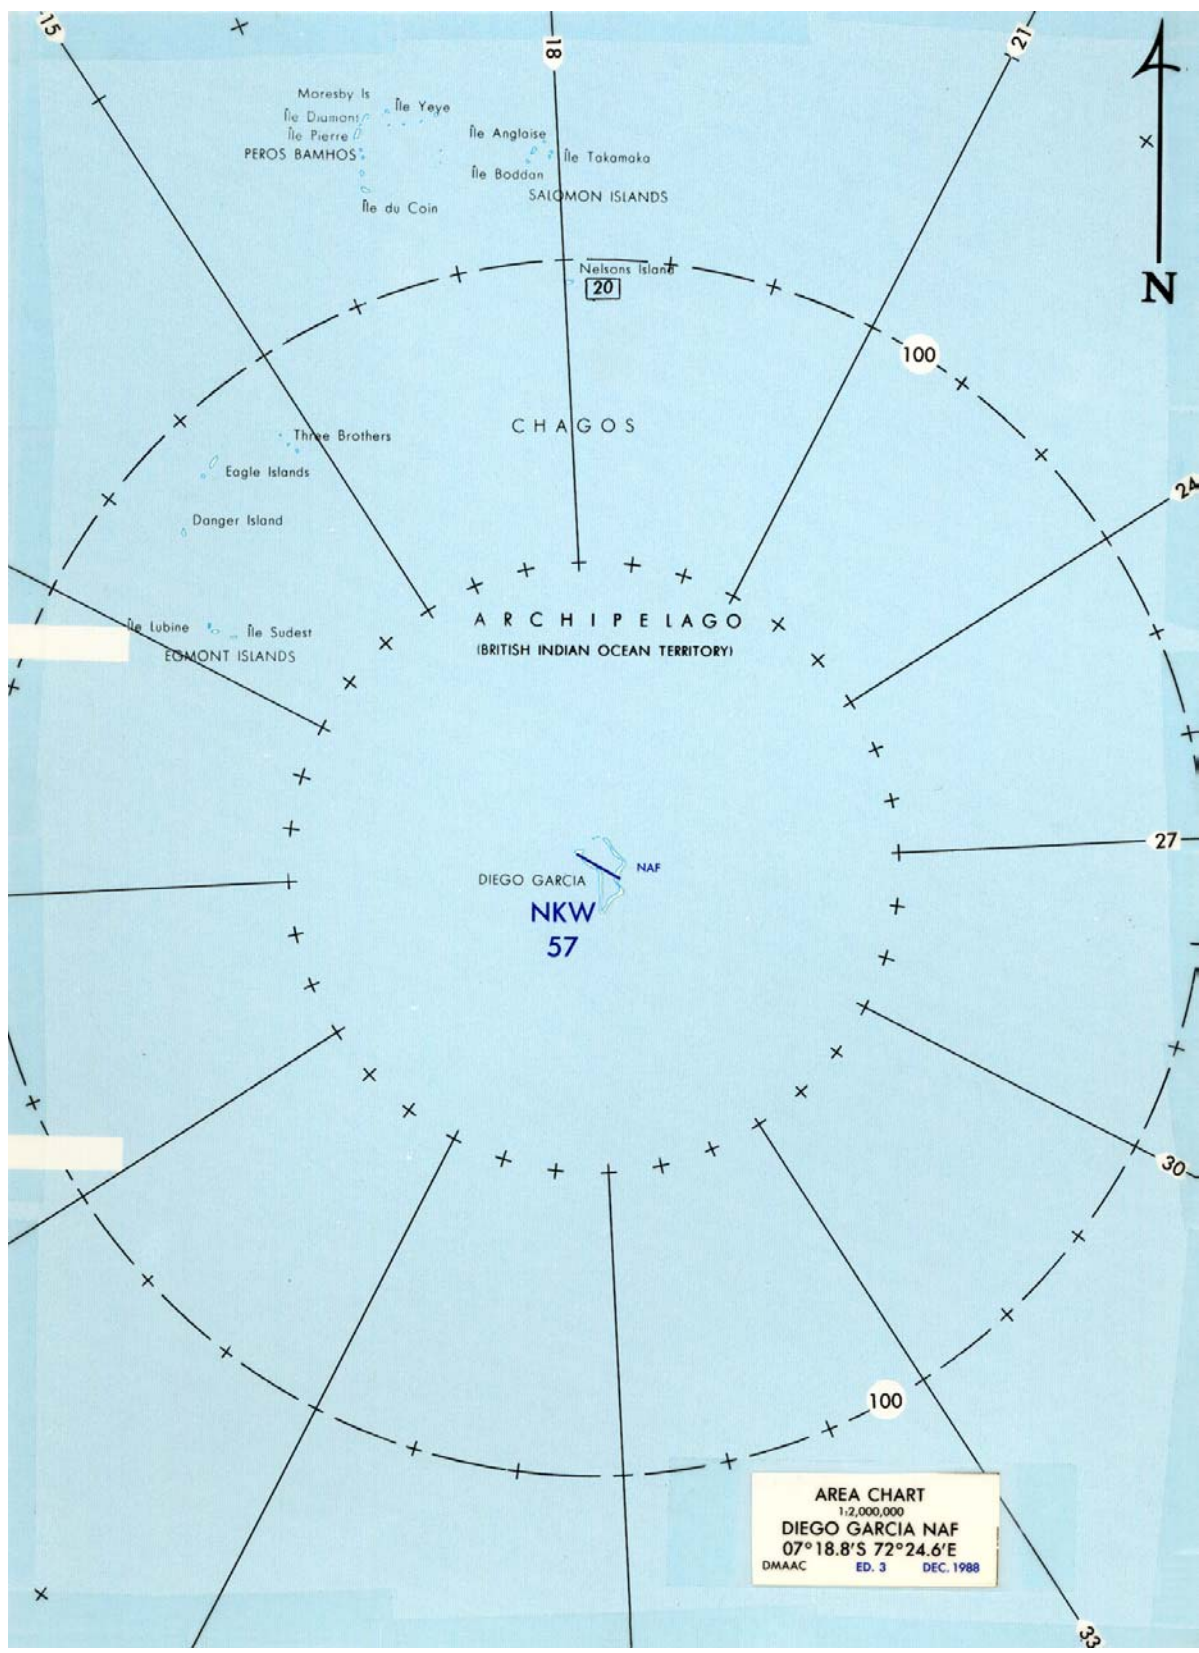 15
18
21
Moresby Is
Île Yeye
Île Diamant
Île Pierre
PEROS BAMHOS
Île du Coin
Île Anglaise
Île Takamaka
Île Boddan
SALOMON ISLANDS
N
Nelsons Island
20
100
Three Brothers
Eagle Islands
Danger Island
CHAGOS
24
ARCHIPELAGO
(BRITISH INDIAN OCEAN TERRITORY)
Île Lubine
Île Sudest
EGMONT ISLANDS
27
NAF
DIEGO GARCIA
NKW
57
30
100
AREA CHART
1:2,000,000
DIEGO GARCIA NAF
07°18.8'S 72°24.6'E
DMAAC ED. 3 DEC. 1988
33